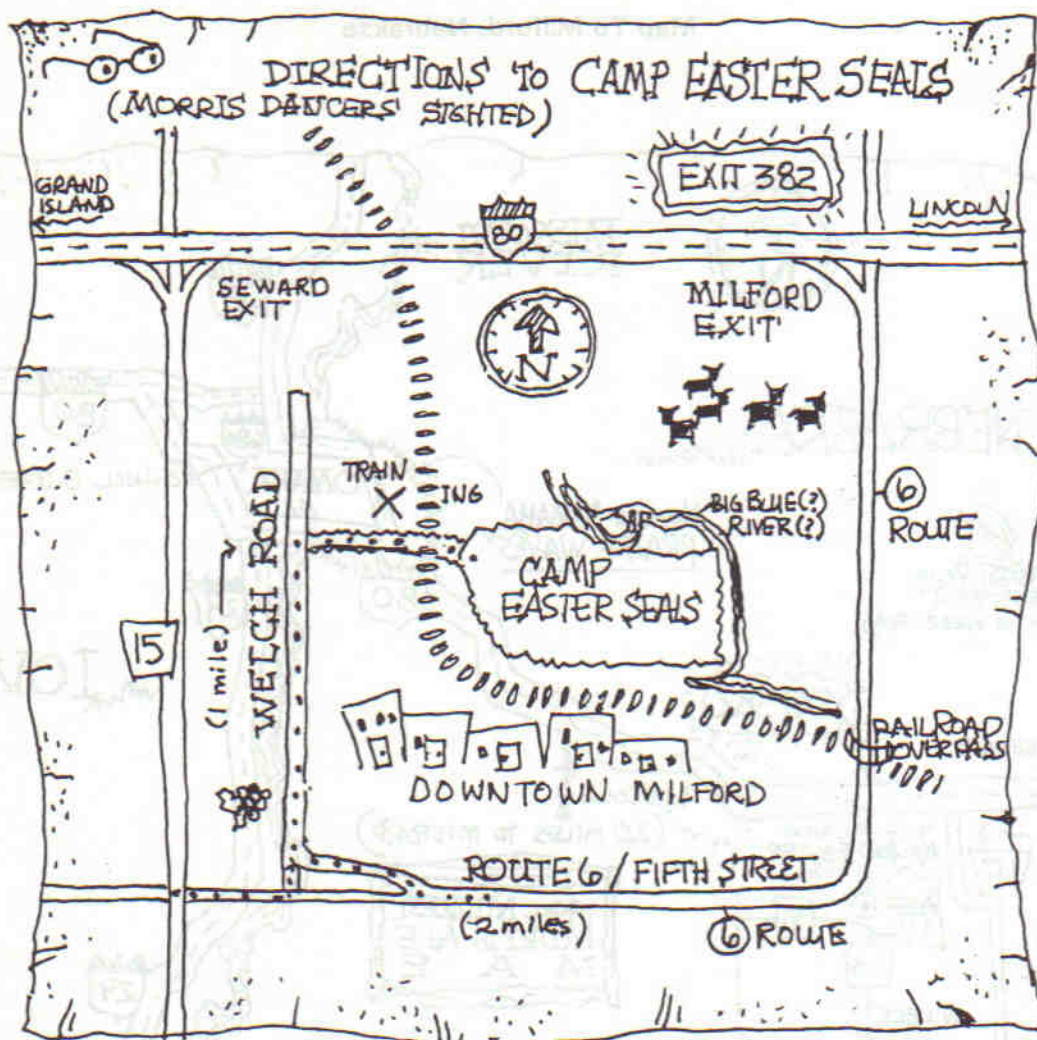 DIRECTIONS TO CAMP EASTER SEALS
(MORRIS DANCERS SIGHTED)
EXIT 382
GRAND
ISLAND
LINCOLN
80
SEWARD
EXIT
MILFORD
EXIT
N
TRAIN ING
BIG BLUE(?)
RIVER(?)
6
ROUTE
CAMP
EASTER SEALS
WELCH ROAD
(1 mile)
15
RAILROAD
OVERPASS
DOWNTOWN MILFORD
ROUTE 6/FIFTH STREET
(2 miles)
6 ROUTE